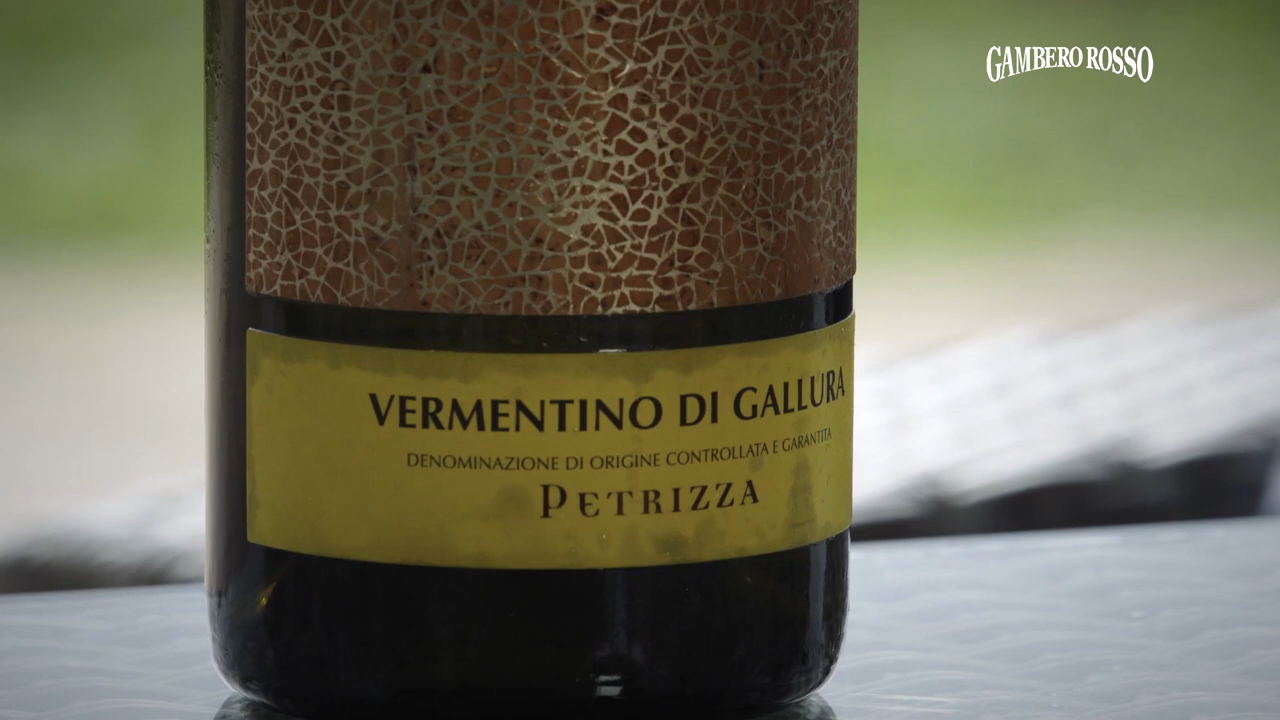 GAMBERO ROSSO
VERMENTINO DI GALLURA
DENOMINAZIONE DI ORIGINE CONTROLLATA E GARANTITA
PETRIZZA